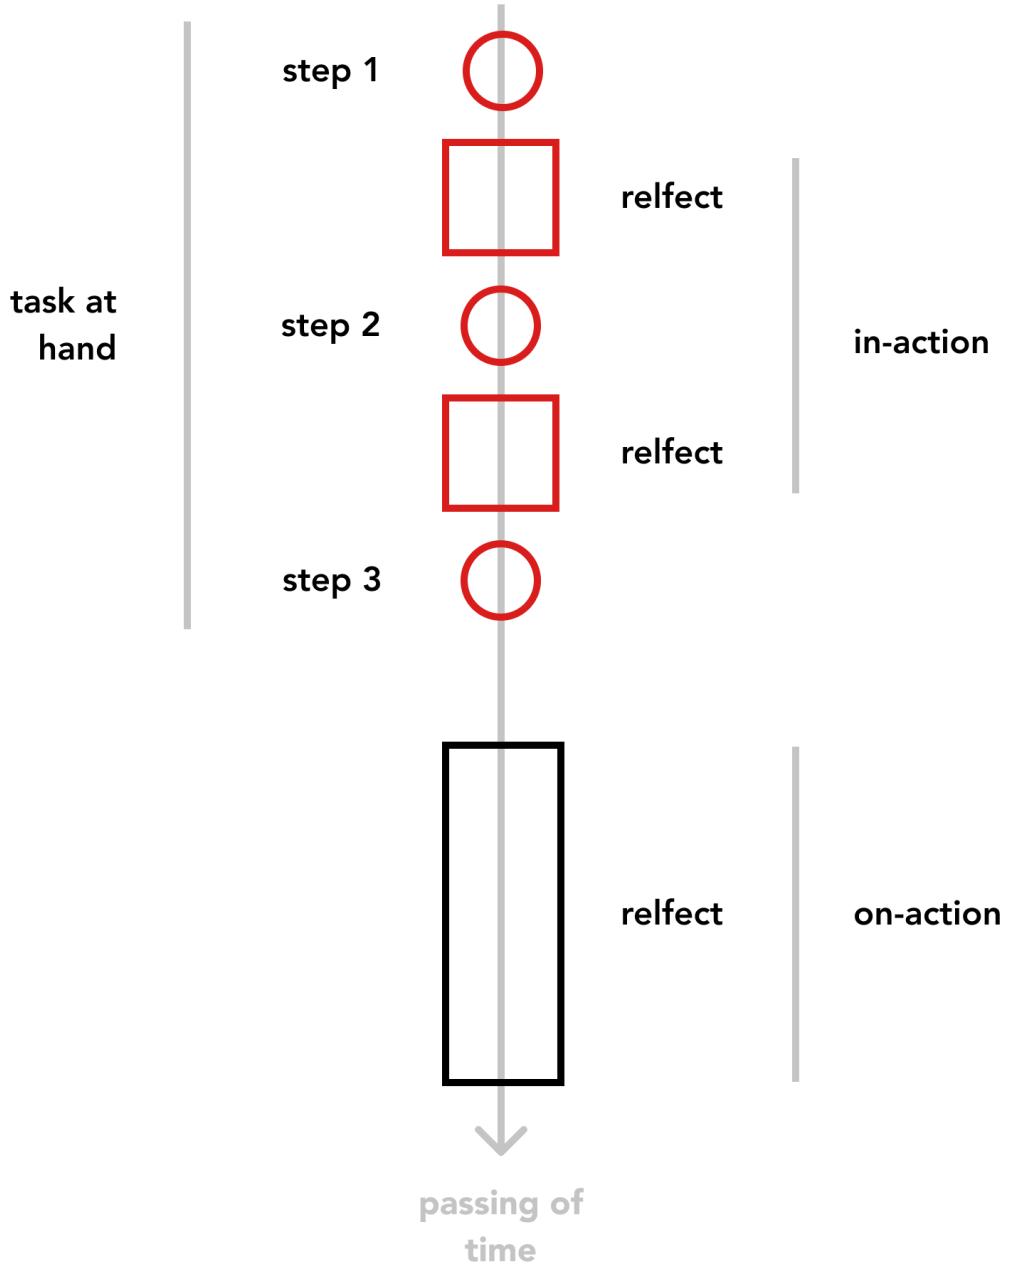 step 1
relfect
task at
hand
step 2
in-action
relfect
step 3
relfect
on-action
passing of
time